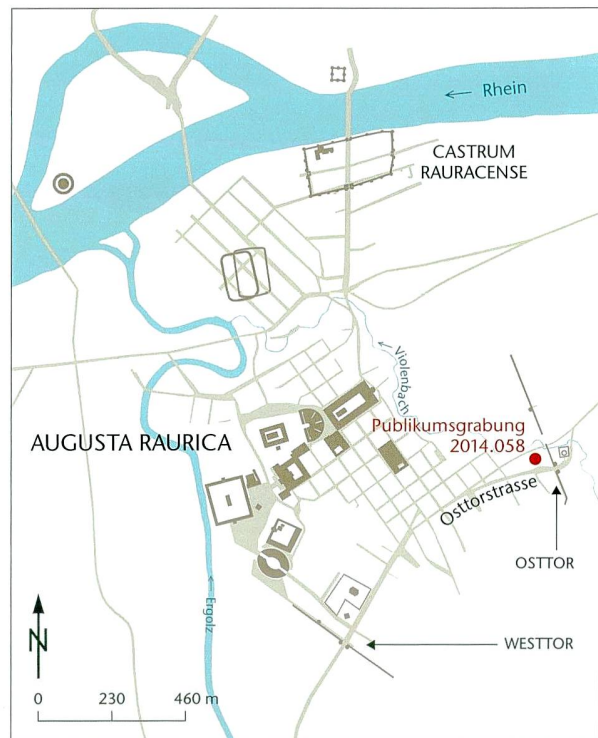 Rhein
CASTRUM
RAURACENSE
Violenbach
AUGUSTA RAURICA
Publikumsgrabung
2014.058
Osttorstrasse
OSTTOR
Ergolz
WESTTOR
N
0 230 460 m